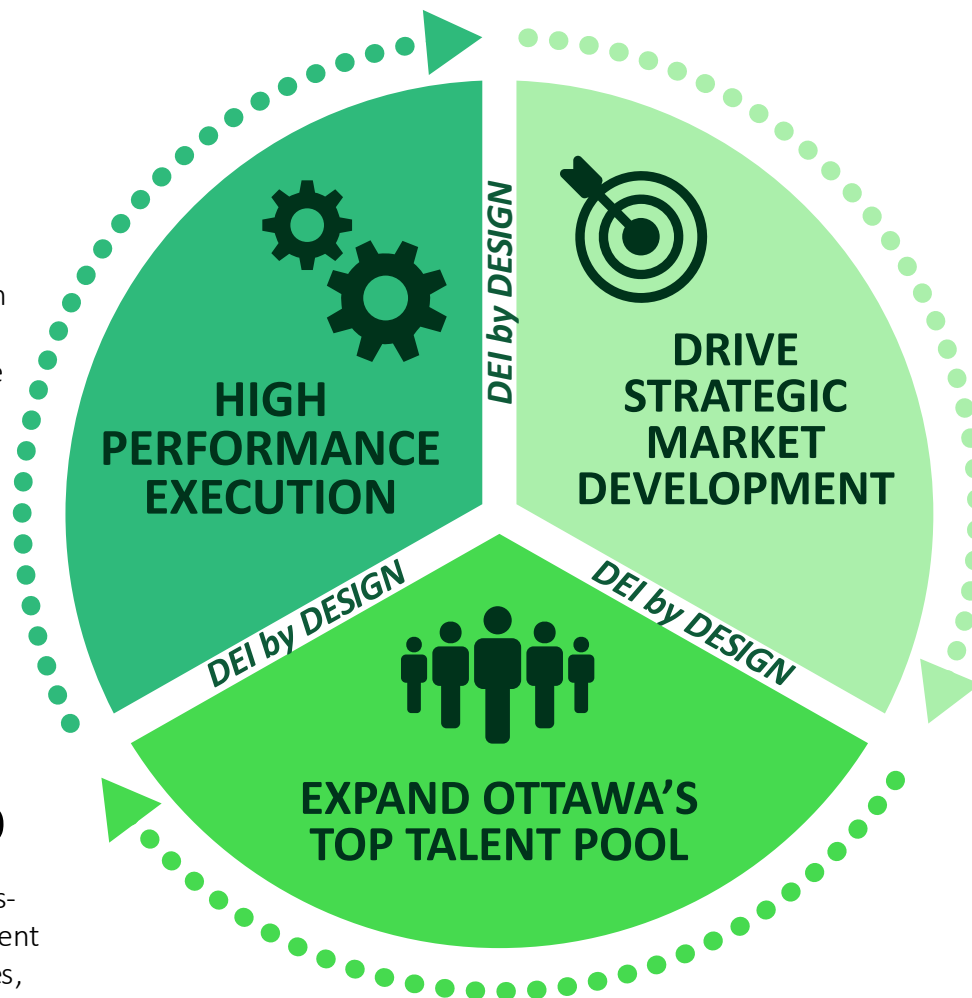 HIGH
PERFORMANCE
EXECUTION
DEI by DESIGN
DRIVE
STRATEGIC
MARKET
DEVELOPMENT
DEI by DESIGN
DEI by DESIGN
EXPAND OTTAWA’S
TOP TALENT POOL